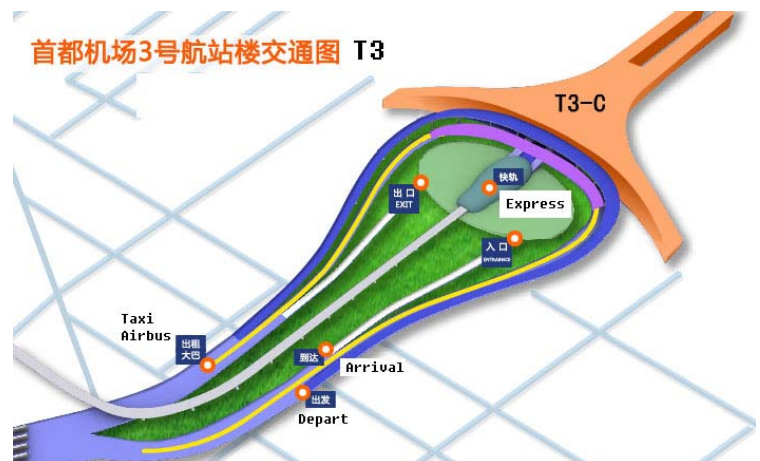 首都机场3号航站楼交通图 T3
T3-C
快轨
Express
出口
EXIT
入口
ENTRANCE
Taxi
Airbus
出租
大巴
到达
Arrival
出发
Depart